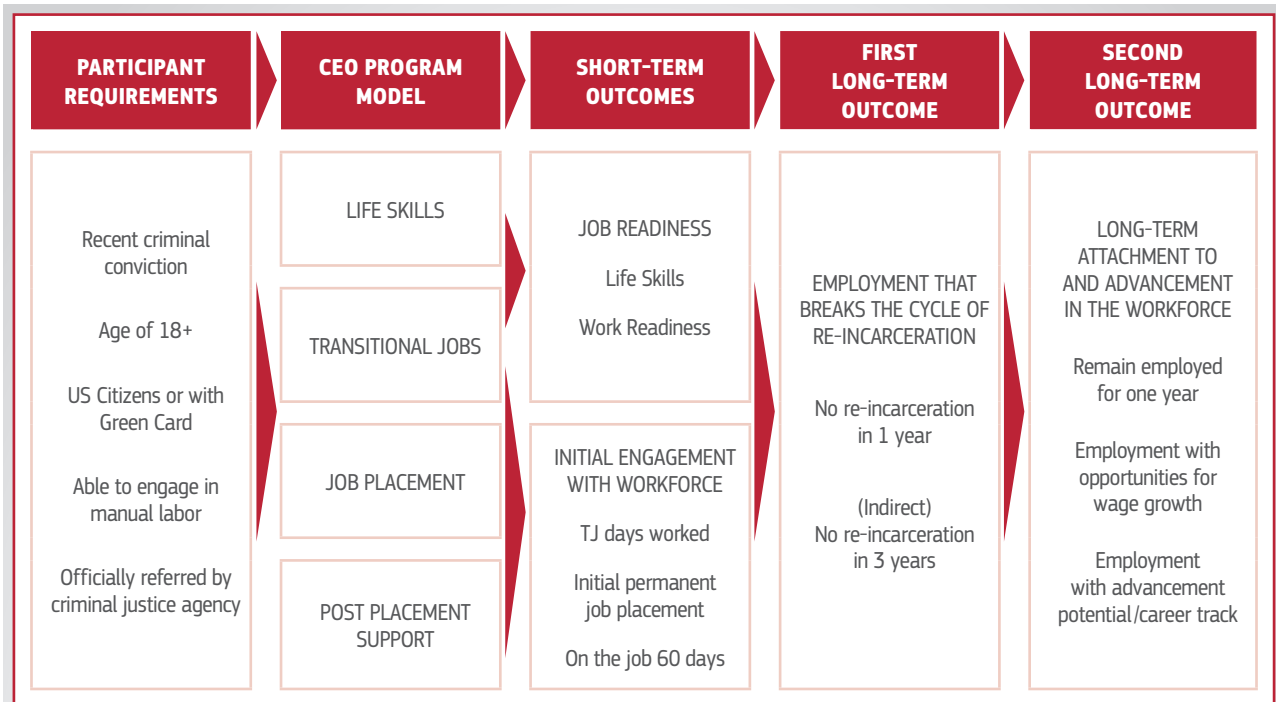 PARTICIPANT
REQUIREMENTS
CEO PROGRAM
MODEL
SHORT-TERM
OUTCOMES
FIRST
LONG-TERM
OUTCOME
SECOND
LONG-TERM
OUTCOME
Recent criminal
conviction
Age of 18+
US Citizens or with
Green Card
Able to engage in
manual labor
Officially referred by
criminal justice agency
LIFE SKILLS
TRANSITIONAL JOBS
JOB PLACEMENT
POST PLACEMENT
SUPPORT
JOB READINESS
Life Skills
Work Readiness
INITIAL ENGAGEMENT
WITH WORKFORCE
TJ days worked
Initial permanent
job placement
On the job 60 days
EMPLOYMENT THAT
BREAKS THE CYCLE OF
RE-INCARCERATION
No re-incarceration
in 1 year
(Indirect)
No re-incarceration
in 3 years
LONG-TERM
ATTACHMENT TO
AND ADVANCEMENT
IN THE WORKFORCE
Remain employed
for one year
Employment with
opportunities for
wage growth
Employment
with advancement
potential/career track